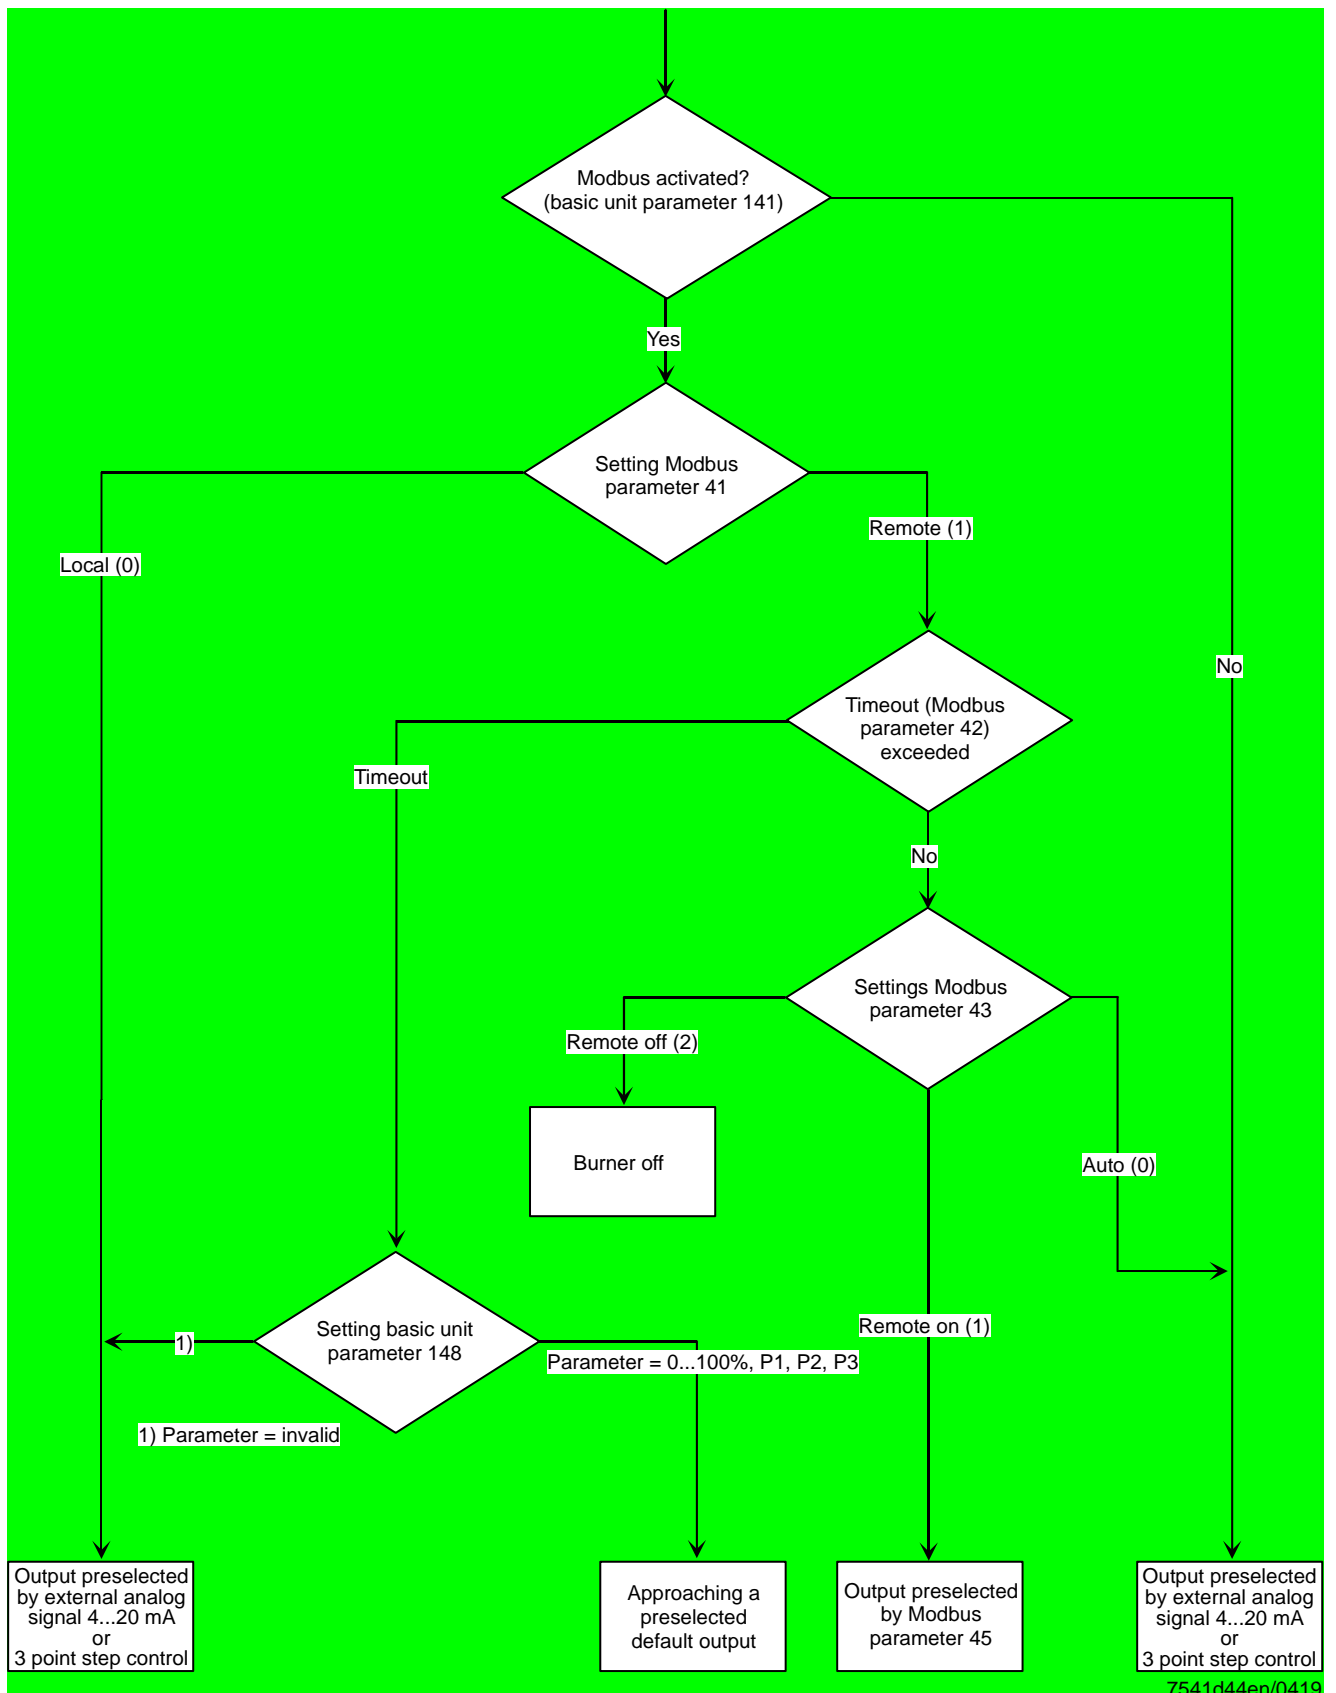 Modbus activated?
(basic unit parameter 141)
Yes
Setting Modbus
parameter 41
Remote (1)
Local (0)
No
Timeout (Modbus
parameter 42)
exceeded
Timeout
No
Settings Modbus
parameter 43
Remote off (2)
Burner off
Auto (0)
Setting basic unit
parameter 148
1)
Remote on (1)
Parameter = 0...100%, P1, P2, P3
1) Parameter = invalid
Output preselected
by external analog
signal 4...20 mA
or
3 point step control
Approaching a
preselected
default output
Output preselected
by Modbus
parameter 45
Output preselected
by external analog
signal 4...20 mA
or
3 point step control
7541d44en/0419